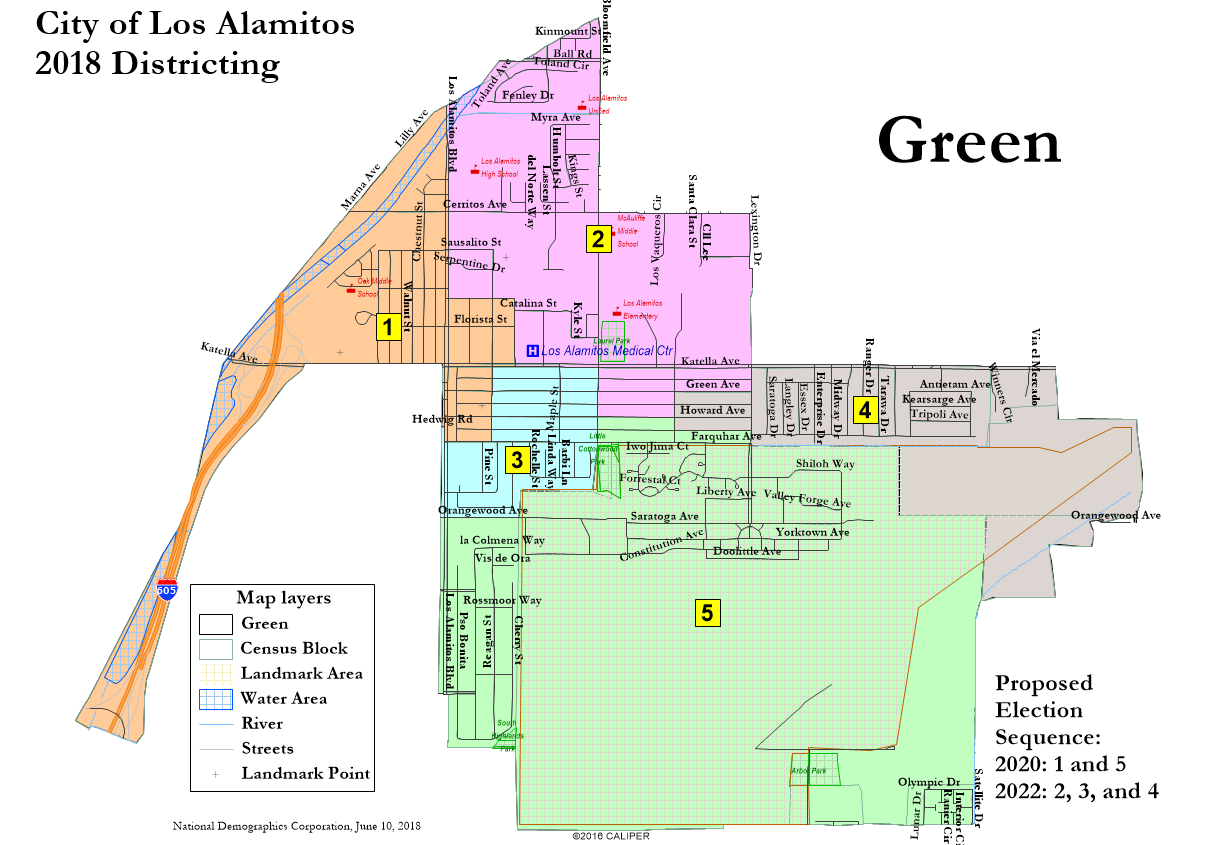 City of Los Alamitos
2018 Districting
Green
Kinmount St
Bloomfield Ave
Ball Rd
Toland Cir
Toland Ave
Fenley Dr
Los Alamitos
United
Los Alamitos Blvd
Lilly Ave
Myra Ave
Humbolt St
Kings St
Lassen St
del Norte Way
Los Alamitos
High School
Marna Ave
Cerritos Ave
Chestnut St
McAuliffe
Middle
School
2
Los Vaqueros Cir
Santa Clara St
Cll Lee
Lexington Dr
Sausalito St
Serpentine Dr
Oak Middle
School
Walnut St
1
Catalina St
Florista St
Kyle St
Los Alamitos
Elementary
Laurel Park
H Los Alamitos Medical Ctr
Katella Ave
Katella Ave
Green Ave
Howard Ave
Farquhar Ave
Hedwig Rd
Maple St
Saratoga Dr
Langley Dr
Essex Dr
Enterprise Dr
Midway Dr
Ranger Dr
4
Tarawa Dr
Antietam Ave
Kearsarge Ave
Tripoli Ave
Winners Cir
Via el Mercado
Pine St
3
Rochelle St
Linda Way
Barbi Ln
Little
Cottonwood
Park
Iwo Jima Ct
Forrestal Ct
Shiloh Way
Liberty Ave
Valley Forge Ave
Orangewood Ave
Saratoga Ave
Yorktown Ave
Constitution Ave
Doolittle Ave
Orangewood Ave
la Colmena Way
Vis de Ora
Rossmoor Way
Los Alamitos Blvd
Pso Bonita
Reagan St
Cherry St
5
605
South
Highlands
Park
Arbor Park
Olympic Dr
Satellite Dr
Lunar Dr
Ranier Cir
Interior Ci
Map layers
Green
Census Block
Landmark Area
Water Area
River
Streets
Landmark Point
Proposed
Election
Sequence:
2020: 1 and 5
2022: 2, 3, and 4
National Demographics Corporation, June 10, 2018
©2016 CALIPER